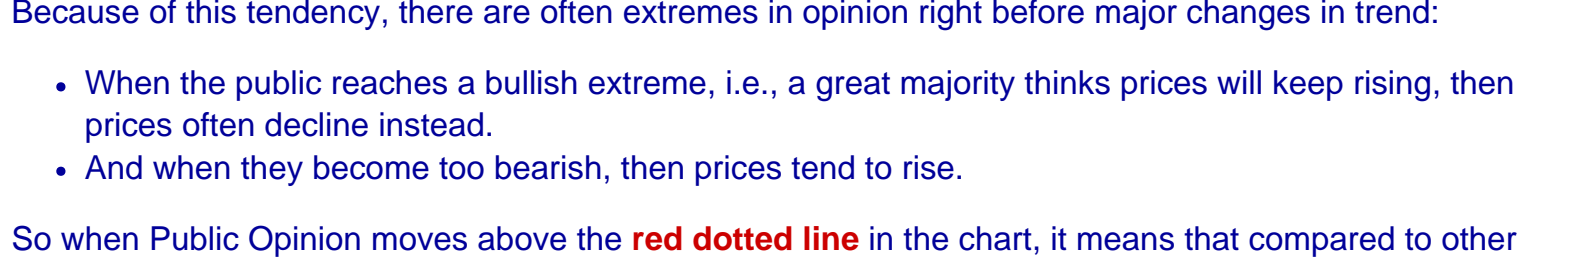 Because of this tendency, there are often extremes in opinion right before major changes in trend:
• When the public reaches a bullish extreme, i.e., a great majority thinks prices will keep rising, then
prices often decline instead.
• And when they become too bearish, then prices tend to rise.
So when Public Opinion moves above the red dotted line in the chart, it means that compared to other